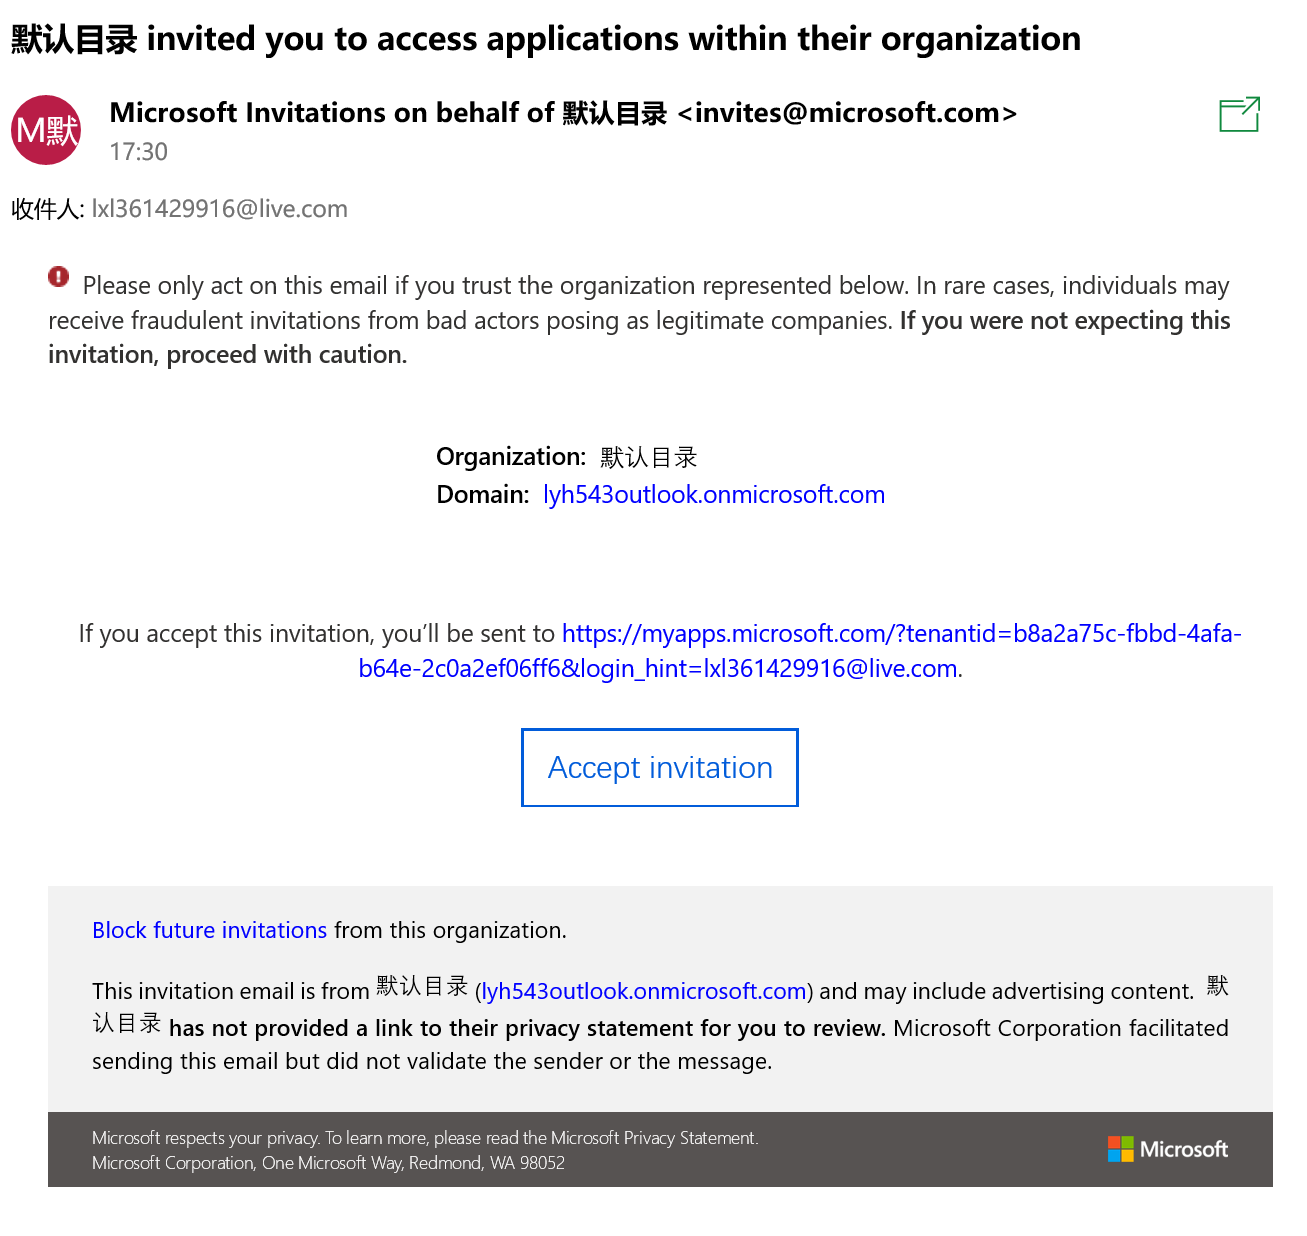 默认目录 invited you to access applications within their organization
M默
Microsoft Invitations on behalf of 默认目录 <invites@microsoft.com>
17:30
收件人: lxl361429916@live.com
Please only act on this email if you trust the organization represented below. In rare cases, individuals may
receive fraudulent invitations from bad actors posing as legitimate companies. If you were not expecting this
invitation, proceed with caution.
Organization: 默认目录
Domain: lyh543outlook.onmicrosoft.com
If you accept this invitation, you’ll be sent to https://myapps.microsoft.com/?tenantid=b8a2a75c-fbbd-4afa-
b64e-2c0a2ef06ff6&login_hint=lxl361429916@live.com.
Accept invitation
Block future invitations from this organization.
This invitation email is from 默认目录 (lyh543outlook.onmicrosoft.com) and may include advertising content. 默
认目录 has not provided a link to their privacy statement for you to review. Microsoft Corporation facilitated
sending this email but did not validate the sender or the message.
Microsoft respects your privacy. To learn more, please read the Microsoft Privacy Statement.
Microsoft Corporation, One Microsoft Way, Redmond, WA 98052
Microsoft